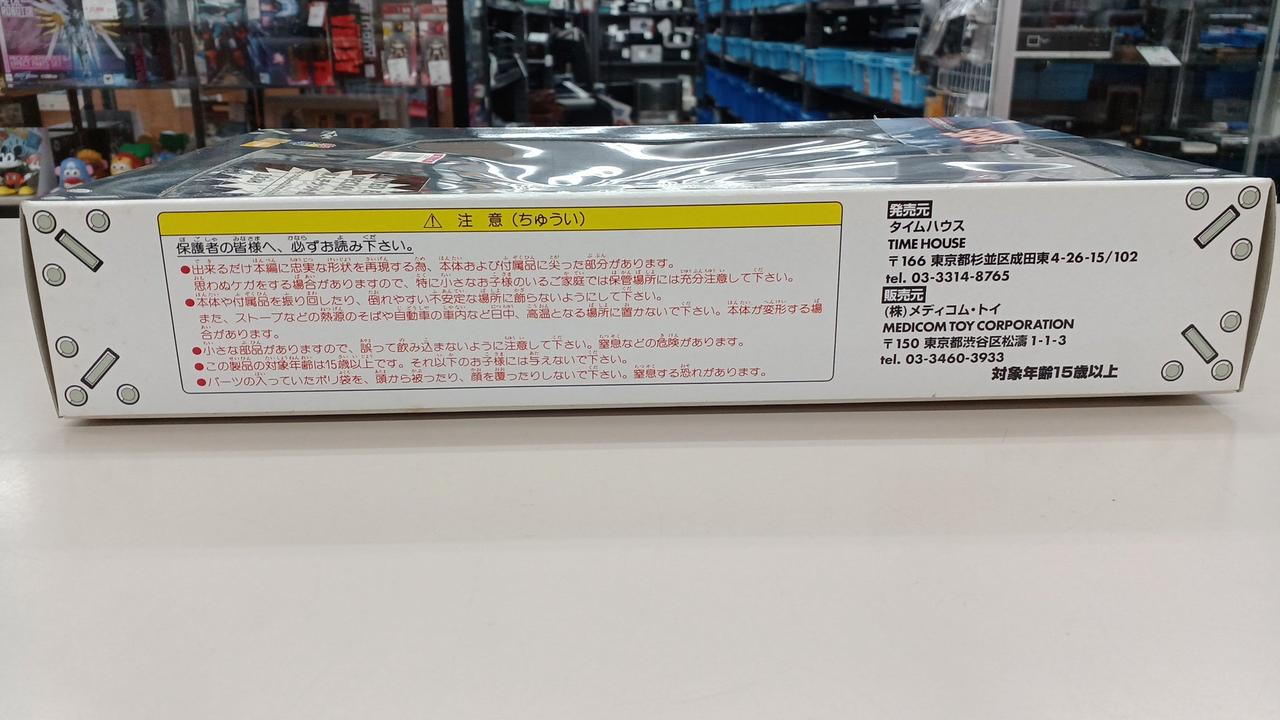 ⚠ 注意（ちゅうい）
保護者の皆様へ、必ずお読み下さい。
●出来るだけ本編に忠実な形状を再現する為、本体および付属品に尖った部分があります。
思わぬケガをする場合がありますので、特に小さなお子様のいるご家庭では保管場所には充分注意して下さい。
●本体や付属品を振り回したり、倒れやすい不安定な場所に飾らないようにして下さい。
また、ストーブなどの熱源のそばや自動車の車内など日中、高温となる場所に置かないで下さい。本体が変形する場
合があります。
●小さな部品がありますので、誤って飲み込まないように注意して下さい。窒息などの危険があります。
●この製品の対象年齢は15歳以上です。それ以下のお子様には与えないで下さい。
●パーツの入っていたポリ袋を、頭から被ったり、顔を覆ったりしないで下さい。窒息する恐れがあります。
発売元
タイムハウス
TIME HOUSE
〒166 東京都杉並区成田東4-26-15/102
tel. 03-3314-8765
販売元
(株)メディコム・トイ
MEDICOM TOY CORPORATION
〒150 東京都渋谷区松濤 1-1-3
tel. 03-3460-3933
対象年齢15歳以上